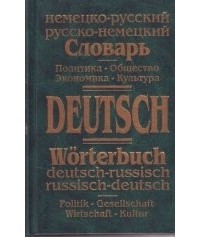 немецко-русский
русско-немецкий
Словарь
Политика · Общество
Экономика · Культура
DEUTSCH
Wörterbuch
deutsch-russisch
russisch-deutsch
Politik · Gesellschaft
Wirtschaft · Kultur